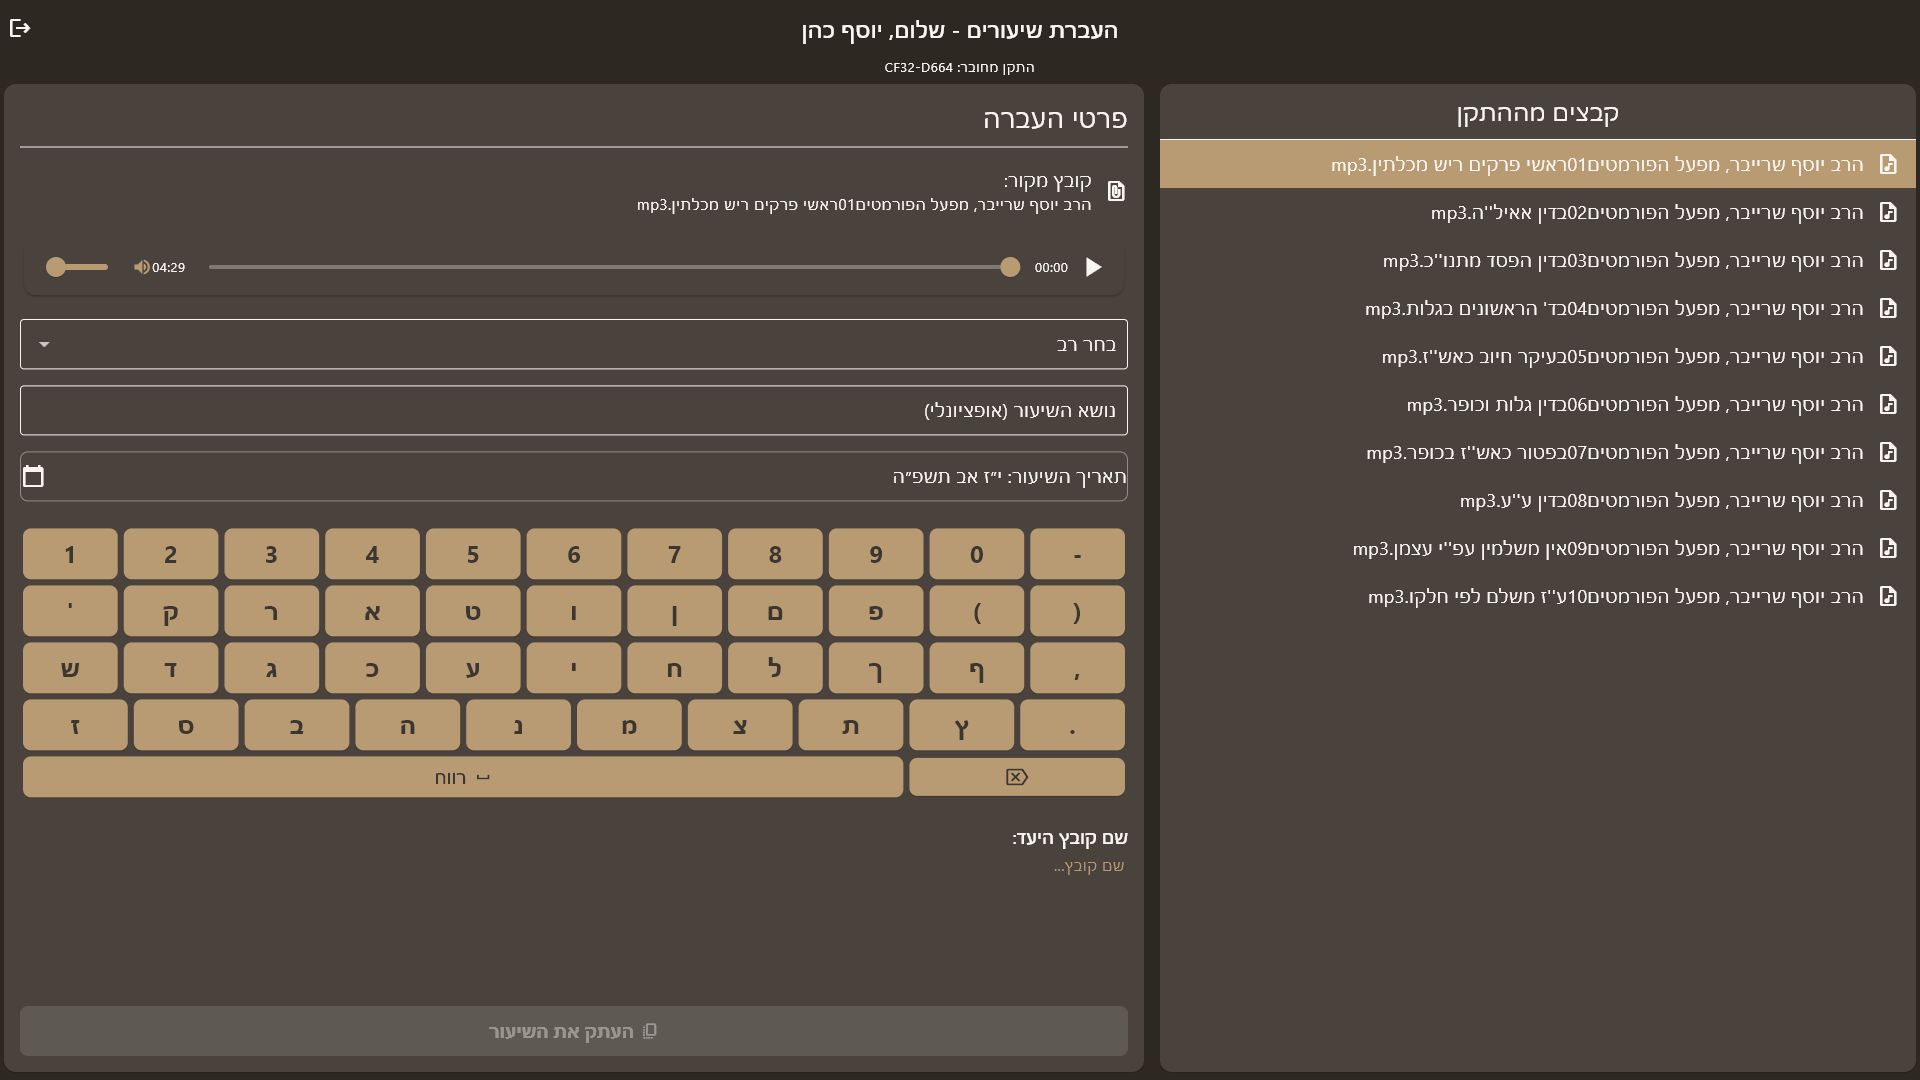 העברת שיעורים - שלום, יוסף כהן
התקן מחובר: CF32-D664
קבצים מההתקן
הרב יוסף שרייבר, מפעל הפורמטים01ראשי פרקים ריש מכלתין.mp3
הרב יוסף שרייבר, מפעל הפורמטים02בדין אאיל''ה.mp3
הרב יוסף שרייבר, מפעל הפורמטים03בדין הפסד מתנו''כ.mp3
הרב יוסף שרייבר, מפעל הפורמטים04בד' הראשונים בגלות.mp3
הרב יוסף שרייבר, מפעל הפורמטים05בעיקר חיוב כאש''ז.mp3
הרב יוסף שרייבר, מפעל הפורמטים06בדין גלות וכופר.mp3
הרב יוסף שרייבר, מפעל הפורמטים07בפטור כאש''ז בכופר.mp3
הרב יוסף שרייבר, מפעל הפורמטים08בדין ע''ע.mp3
הרב יוסף שרייבר, מפעל הפורמטים09אין משלמין עפ''י עצמן.mp3
הרב יוסף שרייבר, מפעל הפורמטים10ע''ז משלם לפי חלקו.mp3
פרטי העברה
קובץ מקור:
הרב יוסף שרייבר, מפעל הפורמטים01ראשי פרקים ריש מכלתין.mp3
00:00 04:29
בחר רב
נושא השיעור (אופציונלי)
תאריך השיעור: י״ז אב תשפ״ה
1 2 3 4 5 6 7 8 9 0 -
' ק ר א ט ו ן ם פ ( )
ש ד ג כ ע י ח ל ך ף ,
ז ס ב ה נ מ צ ת ץ .
רווח
שם קובץ היעד:
שם קובץ...
העתק את השיעור